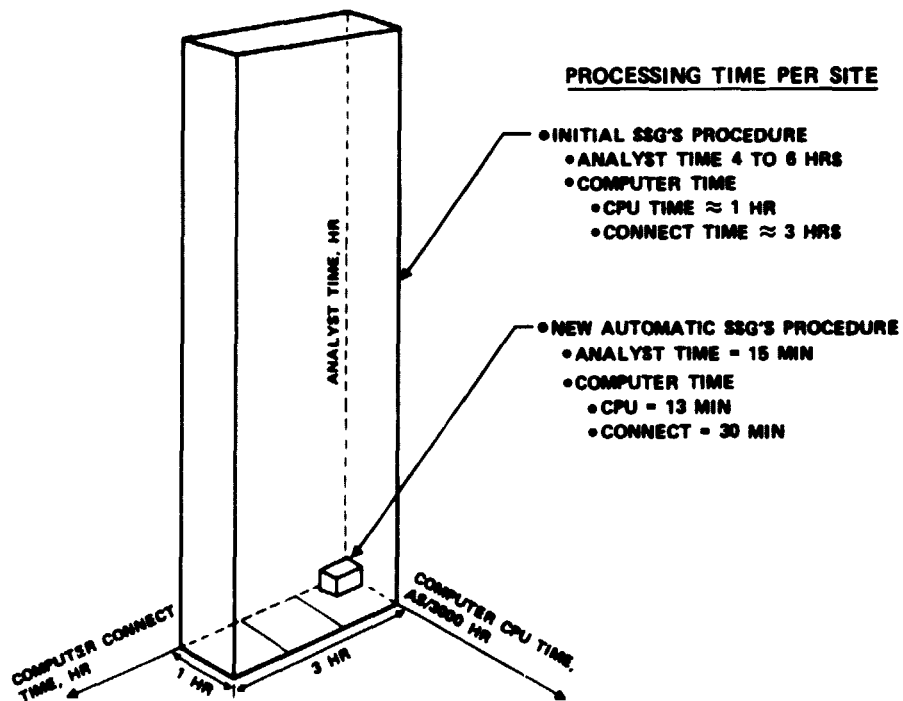 PROCESSING TIME PER SITE
•INITIAL SSG'S PROCEDURE
•ANALYST TIME 4 TO 6 HRS
•COMPUTER TIME
•CPU TIME ≈ 1 HR
•CONNECT TIME ≈ 3 HRS
ANALYST TIME, HR
•NEW AUTOMATIC SSG'S PROCEDURE
•ANALYST TIME = 15 MIN
•COMPUTER TIME
•CPU = 13 MIN
•CONNECT = 30 MIN
COMPUTER CPU TIME,
AS/3000 HR
COMPUTER CONNECT
TIME, HR
1 HR
3 HR